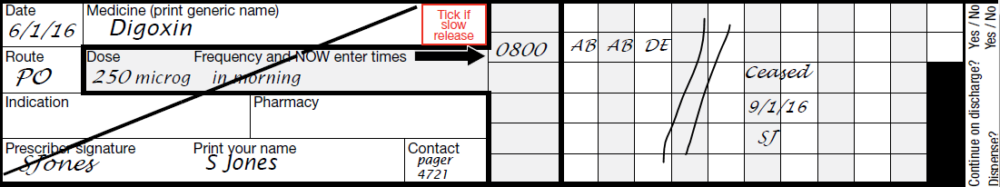 Date
6/1/16
Medicine (print generic name)
Digoxin
Tick if
slow
release
Route
PO
Dose
250 microg
Frequency and NOW enter times
in morning
0800 AB AB DE
Ceased
9/1/16
SJ
Indication
Pharmacy
Prescriber signature
SJones
Print your name
S Jones
Contact
pager
4721
Continue on discharge? Yes / No
Dispense? Yes / No